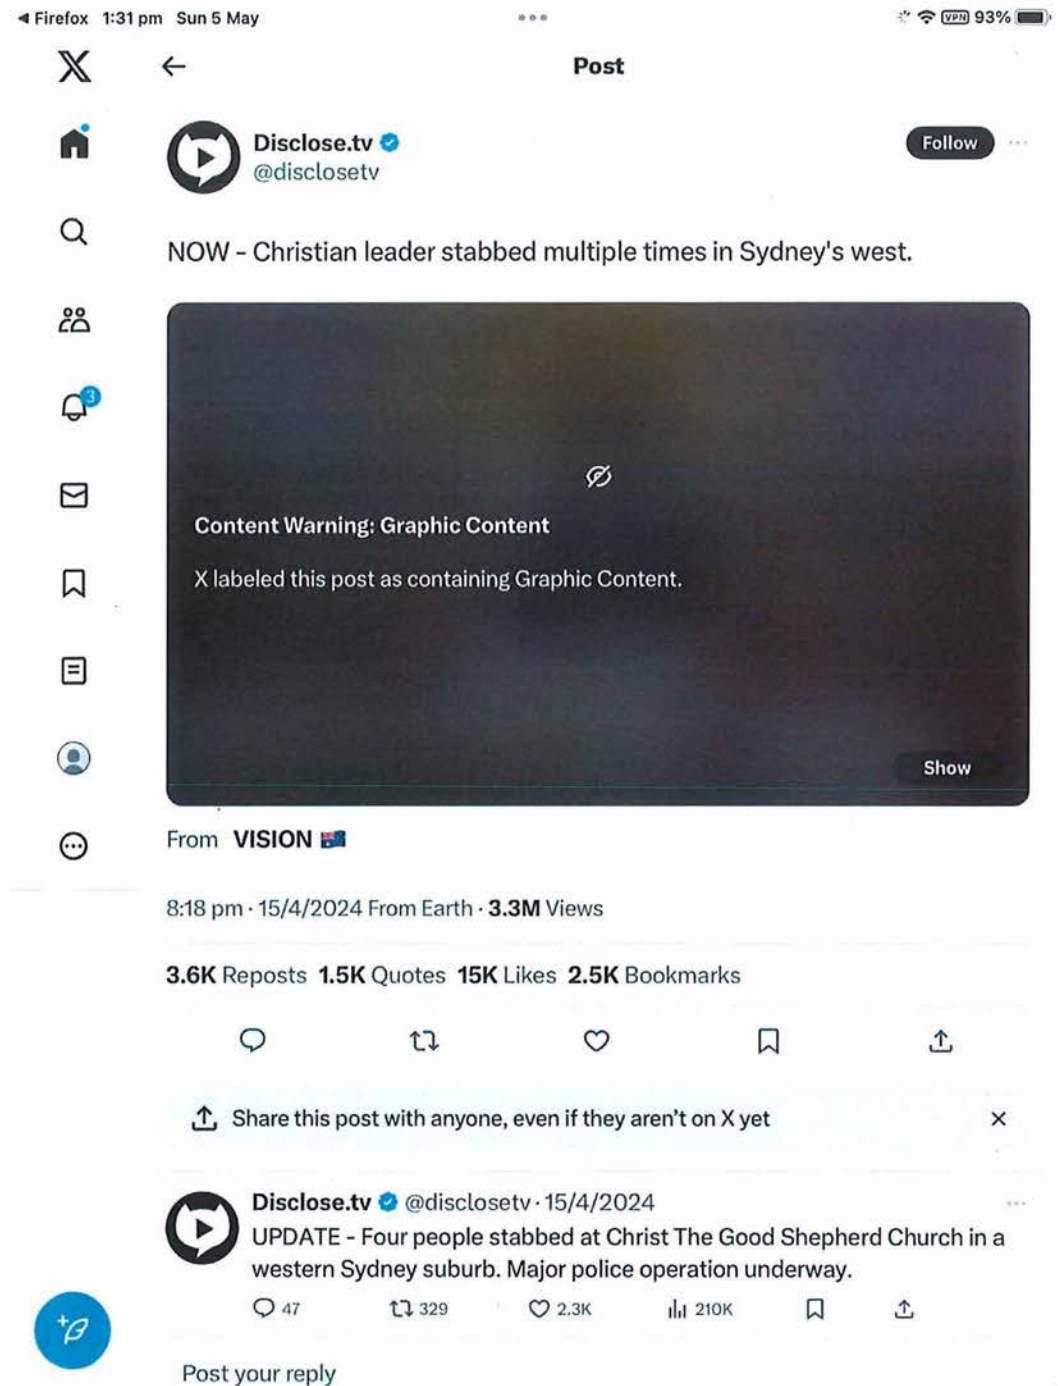 Firefox 1:31 pm Sun 5 May
VPN 93%
X
Post
Disclose.tv
@disclosetv
Follow
NOW - Christian leader stabbed multiple times in Sydney's west.
3
Content Warning: Graphic Content
X labeled this post as containing Graphic Content.
Show
From VISION
8:18 pm · 15/4/2024 From Earth · 3.3M Views
3.6K Reposts 1.5K Quotes 15K Likes 2.5K Bookmarks
Share this post with anyone, even if they aren't on X yet
Disclose.tv @disclosetv · 15/4/2024
UPDATE - Four people stabbed at Christ The Good Shepherd Church in a
western Sydney suburb. Major police operation underway.
47 329 2.3K 210K
Post your reply